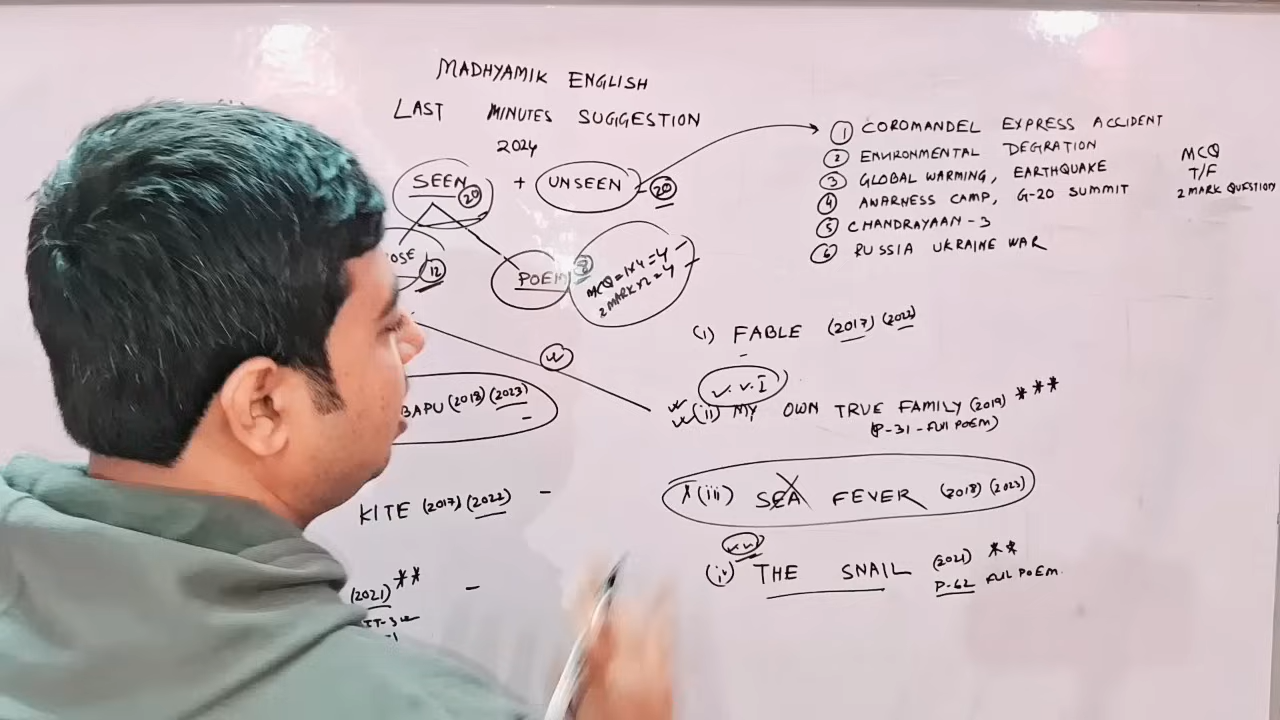 MADHYAMIK ENGLISH
LAST MINUTES SUGGESTION
2024
SEEN 20 + UNSEEN 20
1 COROMANDEL EXPRESS ACCIDENT
2 ENVIRONMENTAL DEGRATION
3 GLOBAL WARMING, EARTHQUAKE
4 AWARNESS CAMP, G-20 SUMMIT
5 CHANDRAYAAN-3
6 RUSSIA UKRAINE WAR
MCQ
T/F
2 MARK QUESTION
OSE 12
POEM 8
MCQ = 1x4=4
2 MARK x2=4
BAPU (2018) (2023)
KITE (2017) (2022) -
(2021) ** -
(i) FABLE (2017) (2022)
V.V.I
(ii) MY OWN TRUE FAMILY (2019) ***
(P-31-FULL POEM)
(iii) SEA FEVER (2018) (2023)
(iv) THE SNAIL (2021) **
P-62 FULL POEM.